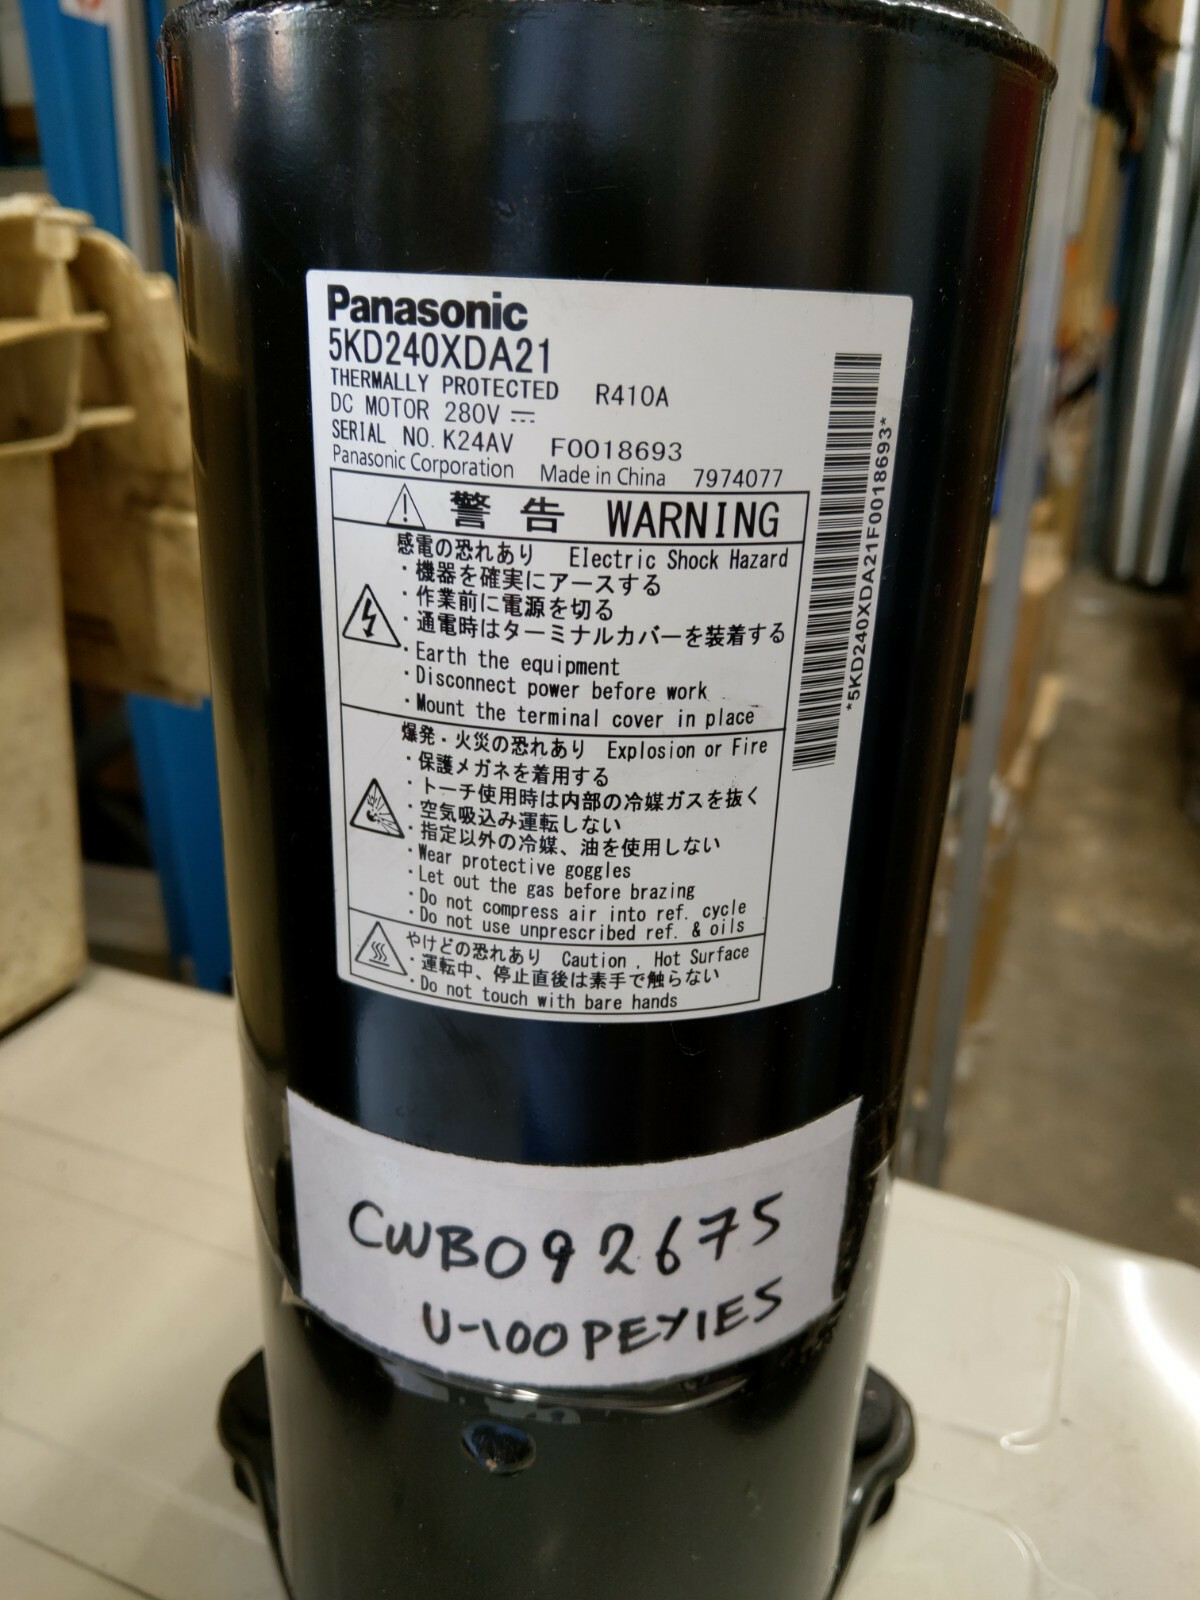 Panasonic
5KD240XDA21
THERMALLY PROTECTED R410A
DC MOTOR 280V
SERIAL NO. K24AV F0018693
Panasonic Corporation Made in China 7974077
警告 WARNING
感電の恐れあり Electric Shock Hazard
・機器を確実にアースする
・作業前に電源を切る
・通電時はターミナルカバーを装着する
・Earth the equipment
・Disconnect power before work
・Mount the terminal cover in place
爆発・火災の恐れあり Explosion or Fire
・保護メガネを着用する
・トーチ使用時は内部の冷媒ガスを抜く
・空気吸込み運転しない
・指定以外の冷媒、油を使用しない
・Wear protective goggles
・Let out the gas before brazing
・Do not compress air into ref. cycle
・Do not use unprescribed ref. & oils
やけどの恐れあり Caution , Hot Surface
・運転中、停止直後は素手で触らない
・Do not touch with bare hands
*5KD240XDA21F0018693*
CWB092675
U-100PEY1E5